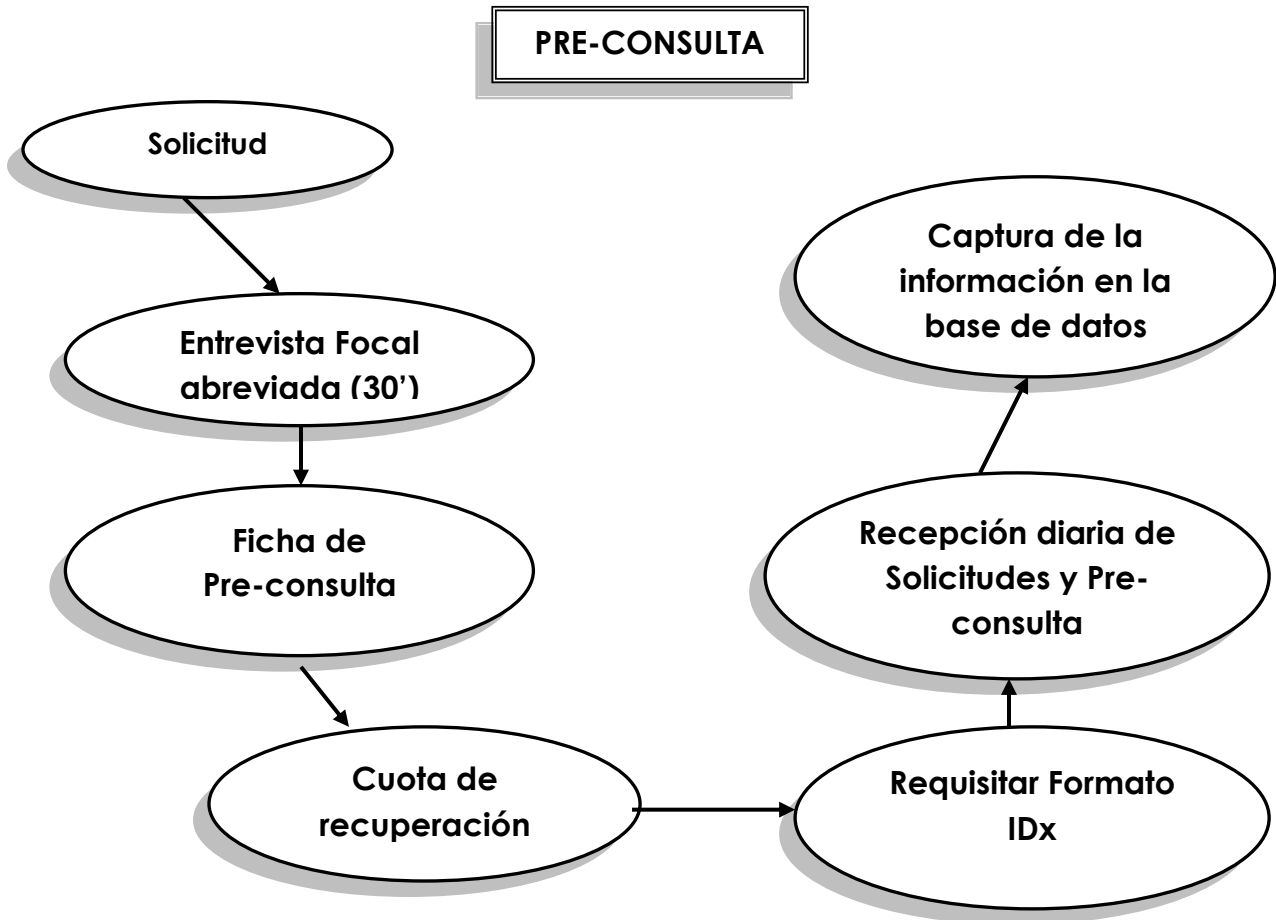 PRE-CONSULTA
Solicitud
Entrevista Focal
abreviada (30’)
Ficha de
Pre-consulta
Cuota de
recuperación
Requisitar Formato
IDx
Recepción diaria de
Solicitudes y Pre-
consulta
Captura de la
información en la
base de datos